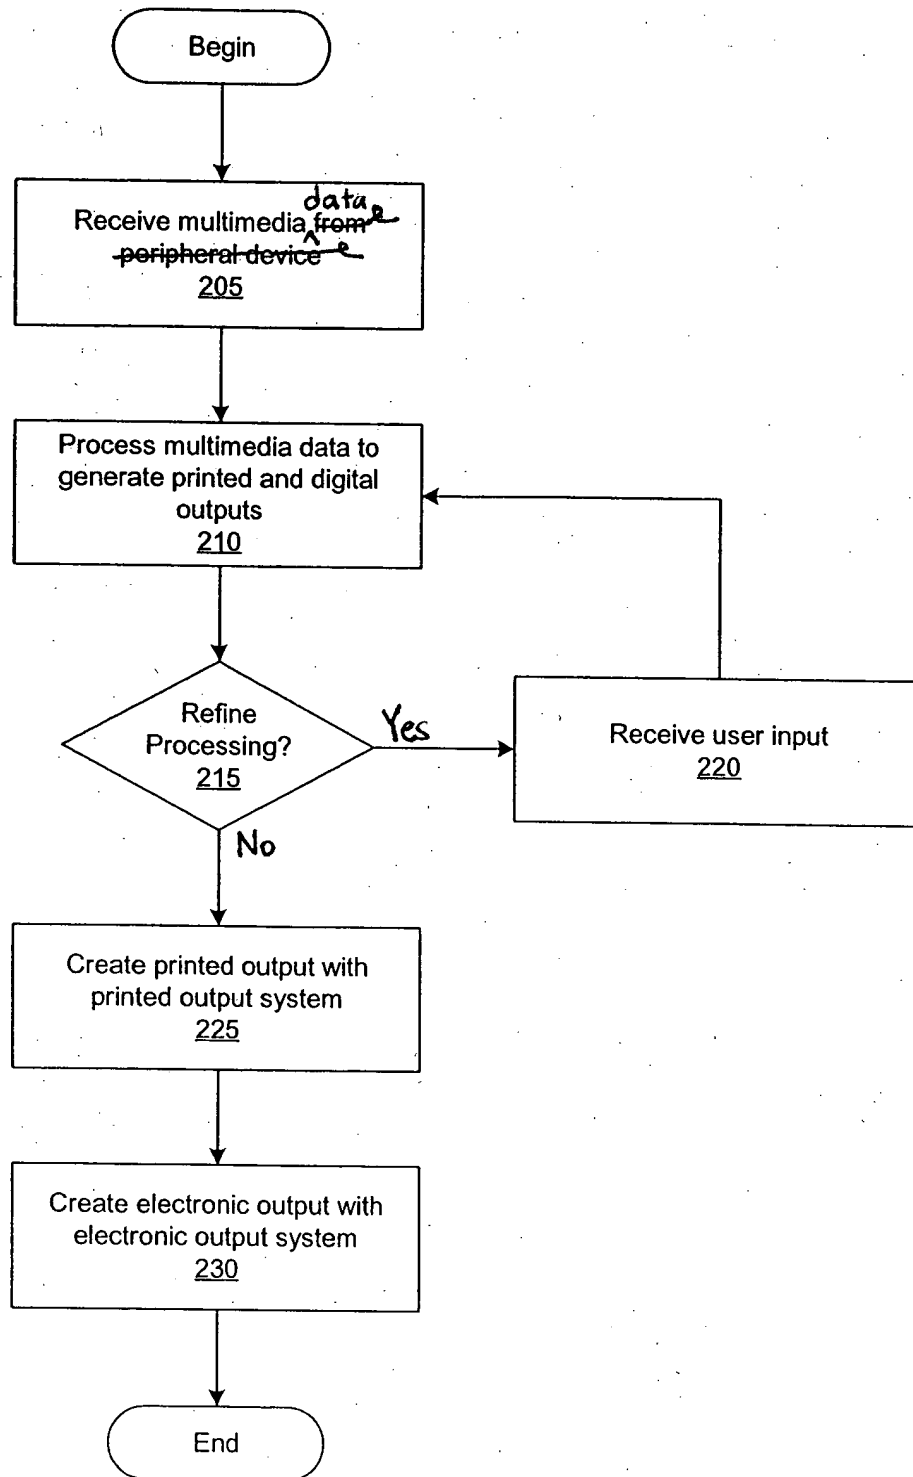 Begin
data
Receive multimedia from
peripheral device
205
Process multimedia data to
generate printed and digital
outputs
210
Refine
Processing?
215
Yes
Receive user input
220
No
Create printed output with
printed output system
225
Create electronic output with
electronic output system
230
End